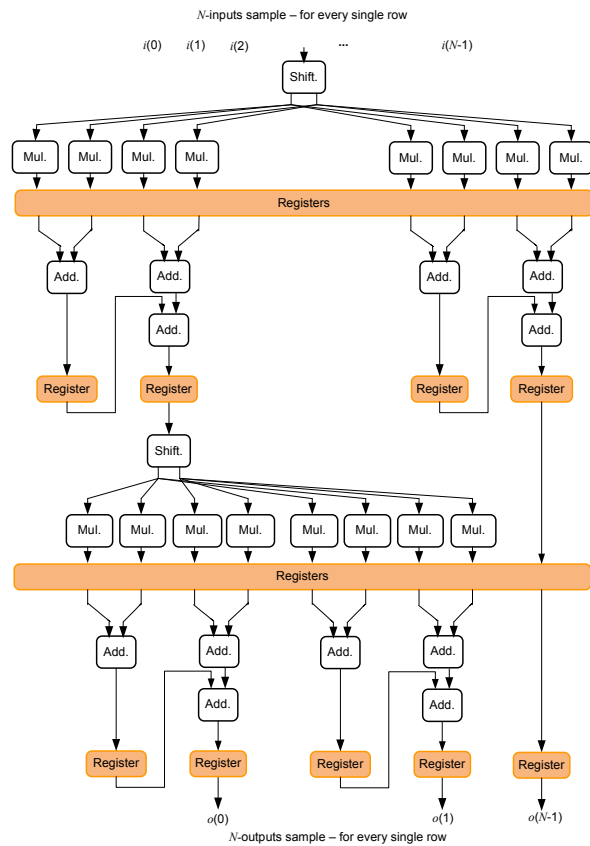 N-inputs sample – for every single row
i(0) i(1) i(2) ... i(N-1)
Shift.
Mul. Mul. Mul. Mul. Mul. Mul. Mul. Mul.
Registers
Add. Add. Add. Add.
Add. Add.
Register Register Register Register
Shift.
Mul. Mul. Mul. Mul. Mul. Mul. Mul. Mul.
Registers
Add. Add. Add. Add.
Add. Add.
Register Register Register Register Register
o(0) o(1) o(N-1)
N-outputs sample – for every single row